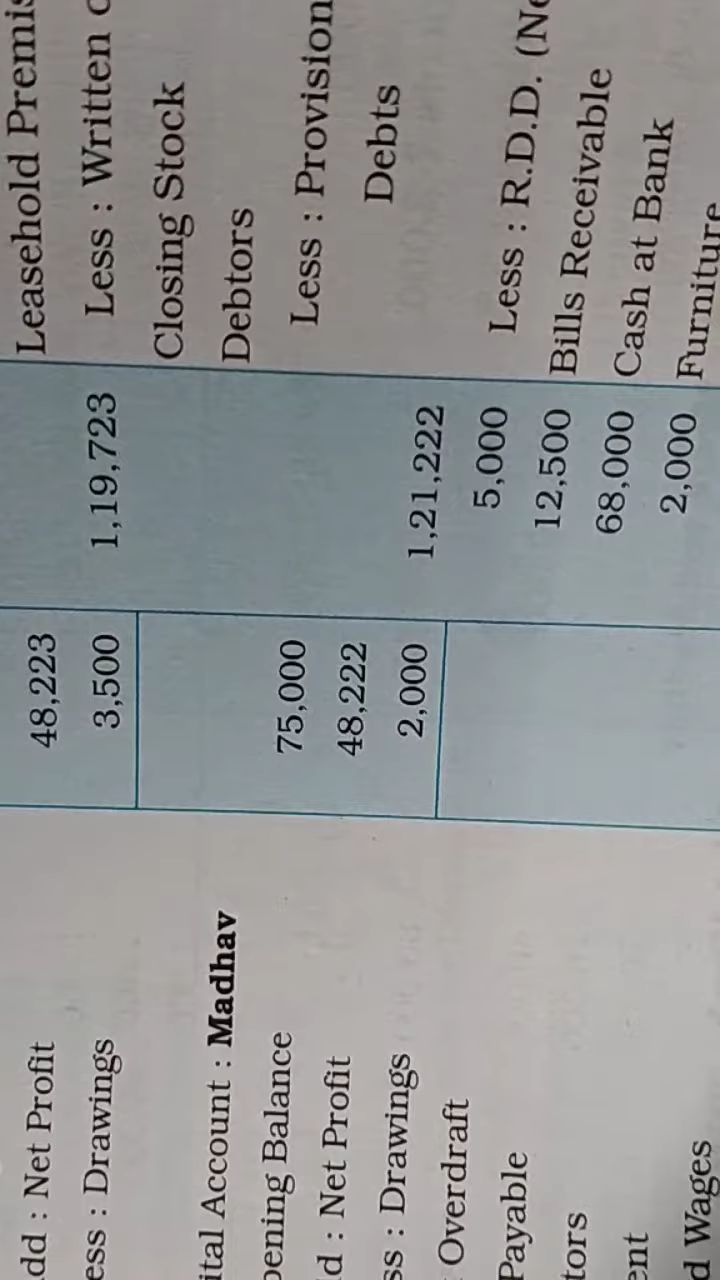 dd : Net Profit 48,223 Leasehold Premis
ess : Drawings 3,500 1,19,723 Less : Written
Closing Stock
ital Account : Madhav Debtors
pening Balance 75,000 Less : Provision
d : Net Profit 48,222 Debts
ss : Drawings 2,000 1,21,222
Overdraft 5,000 Less : R.D.D. (Ne
Payable 12,500 Bills Receivable
tors 68,000 Cash at Bank
ent 2,000 Furniture
d Wages